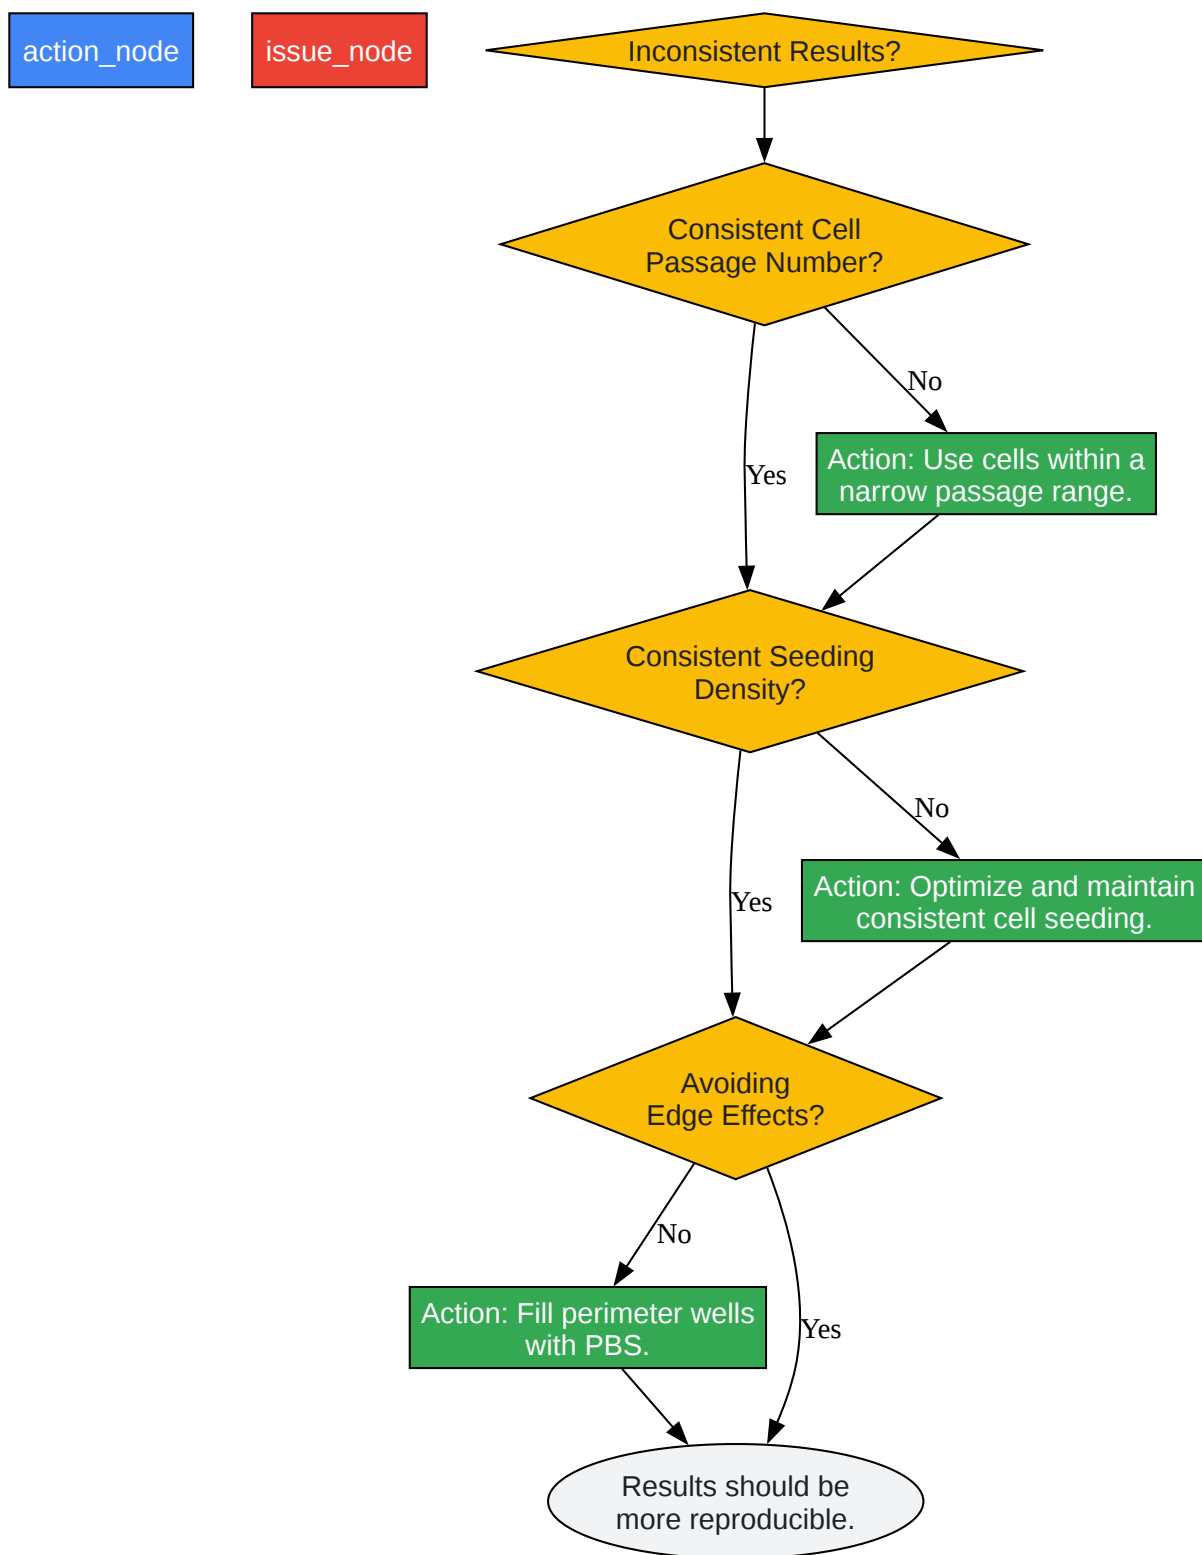 action_node
issue_node
Inconsistent Results?
Consistent Cell
Passage Number?
No
Action: Use cells within a
narrow passage range.
Yes
Consistent Seeding
Density?
No
Action: Optimize and maintain
consistent cell seeding.
Yes
Avoiding
Edge Effects?
No
Action: Fill perimeter wells
with PBS.
Yes
Results should be
more reproducible.